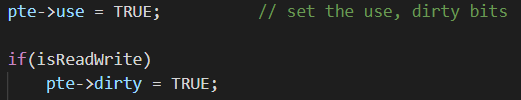 pte->use = TRUE;          // set the use, dirty bits
if(isReadWrite)
    pte->dirty = TRUE;